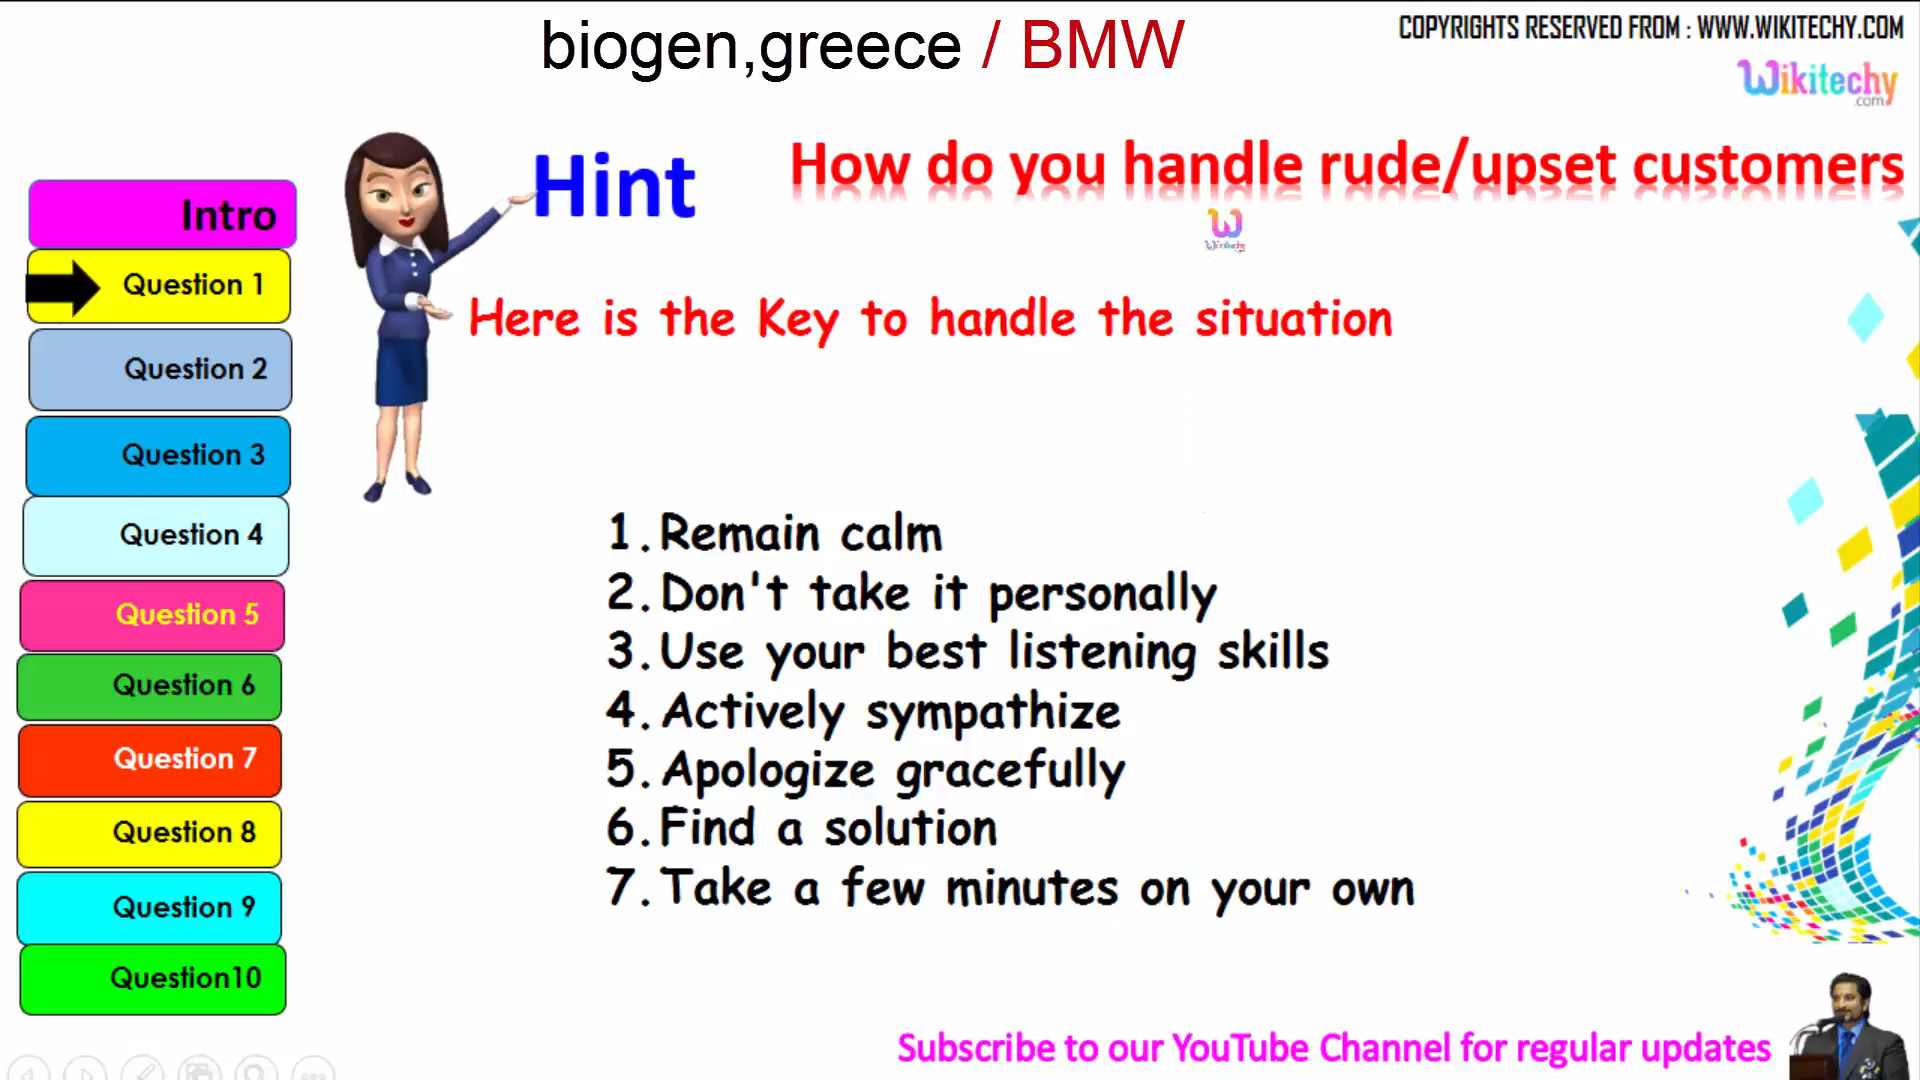 biogen,greece / BMW
COPYRIGHTS RESERVED FROM : WWW.WIKITECHY.COM
Wikitechy
.com
Hint
How do you handle rude/upset customers
Wikitechy
Here is the Key to handle the situation
Intro
Question 1
Question 2
Question 3
Question 4
Question 5
Question 6
Question 7
Question 8
Question 9
Question10
1. Remain calm
2. Don't take it personally
3. Use your best listening skills
4. Actively sympathize
5. Apologize gracefully
6. Find a solution
7. Take a few minutes on your own
Subscribe to our YouTube Channel for regular updates